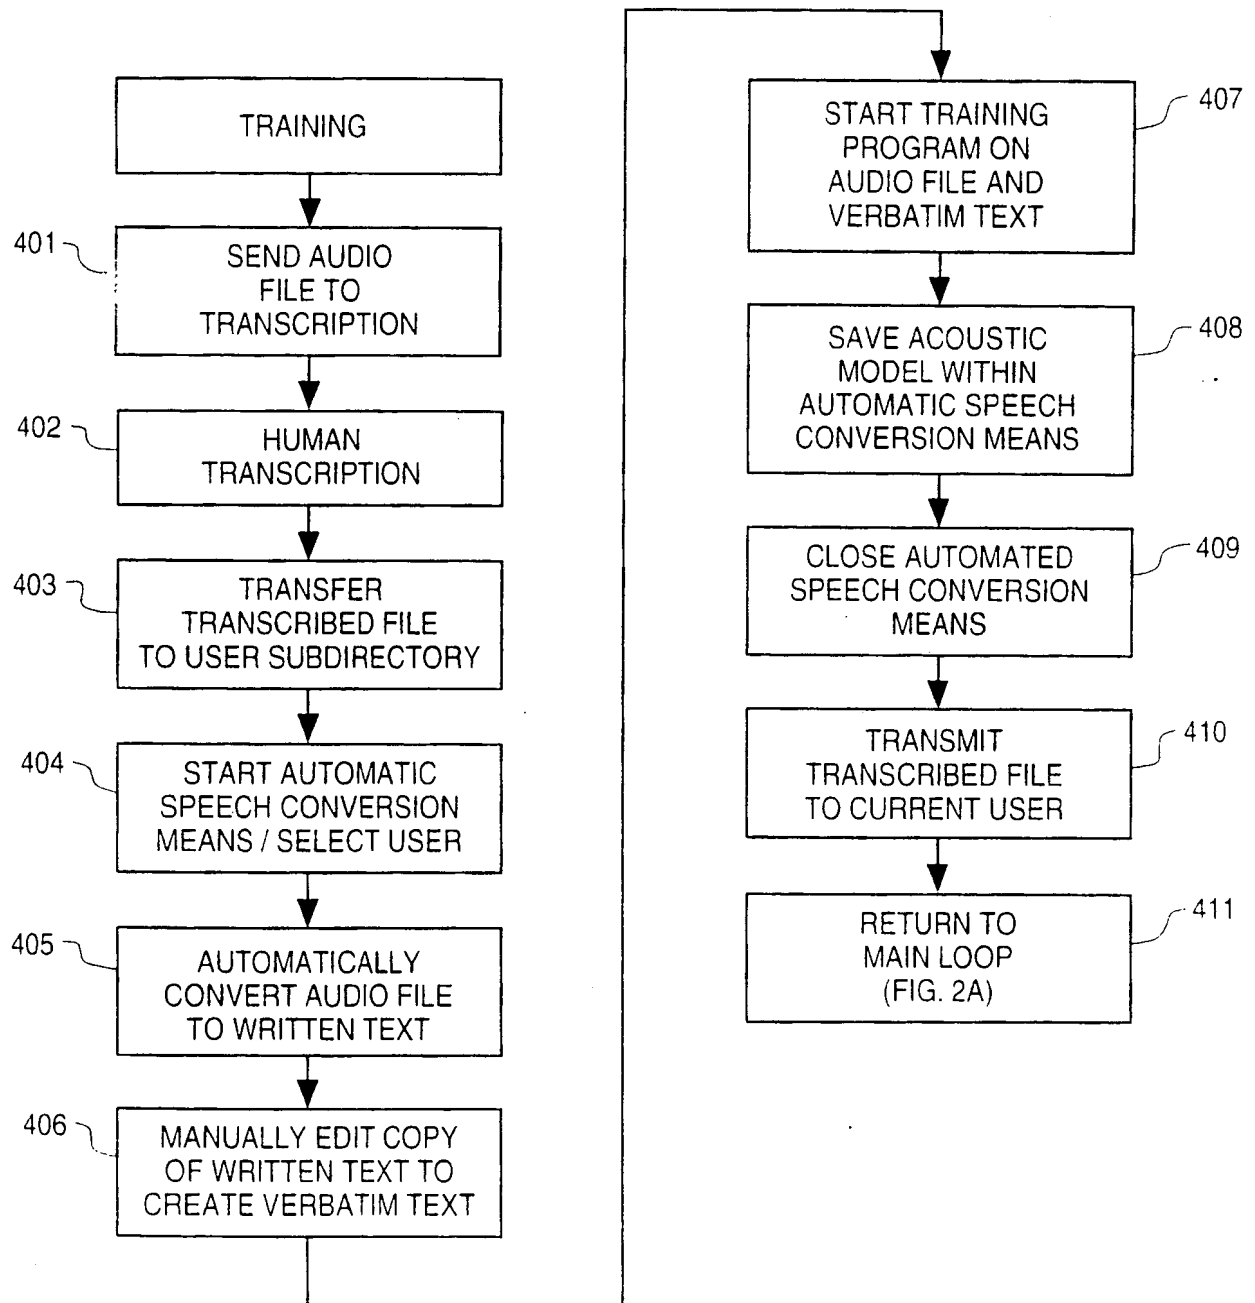 TRAINING
401
SEND AUDIO
FILE TO
TRANSCRIPTION
402
HUMAN
TRANSCRIPTION
403
TRANSFER
TRANSCRIBED FILE
TO USER SUBDIRECTORY
404
START AUTOMATIC
SPEECH CONVERSION
MEANS / SELECT USER
405
AUTOMATICALLY
CONVERT AUDIO FILE
TO WRITTEN TEXT
406
MANUALLY EDIT COPY
OF WRITTEN TEXT TO
CREATE VERBATIM TEXT
407
START TRAINING
PROGRAM ON
AUDIO FILE AND
VERBATIM TEXT
408
SAVE ACOUSTIC
MODEL WITHIN
AUTOMATIC SPEECH
CONVERSION MEANS
409
CLOSE AUTOMATED
SPEECH CONVERSION
MEANS
410
TRANSMIT
TRANSCRIBED FILE
TO CURRENT USER
411
RETURN TO
MAIN LOOP
(FIG. 2A)